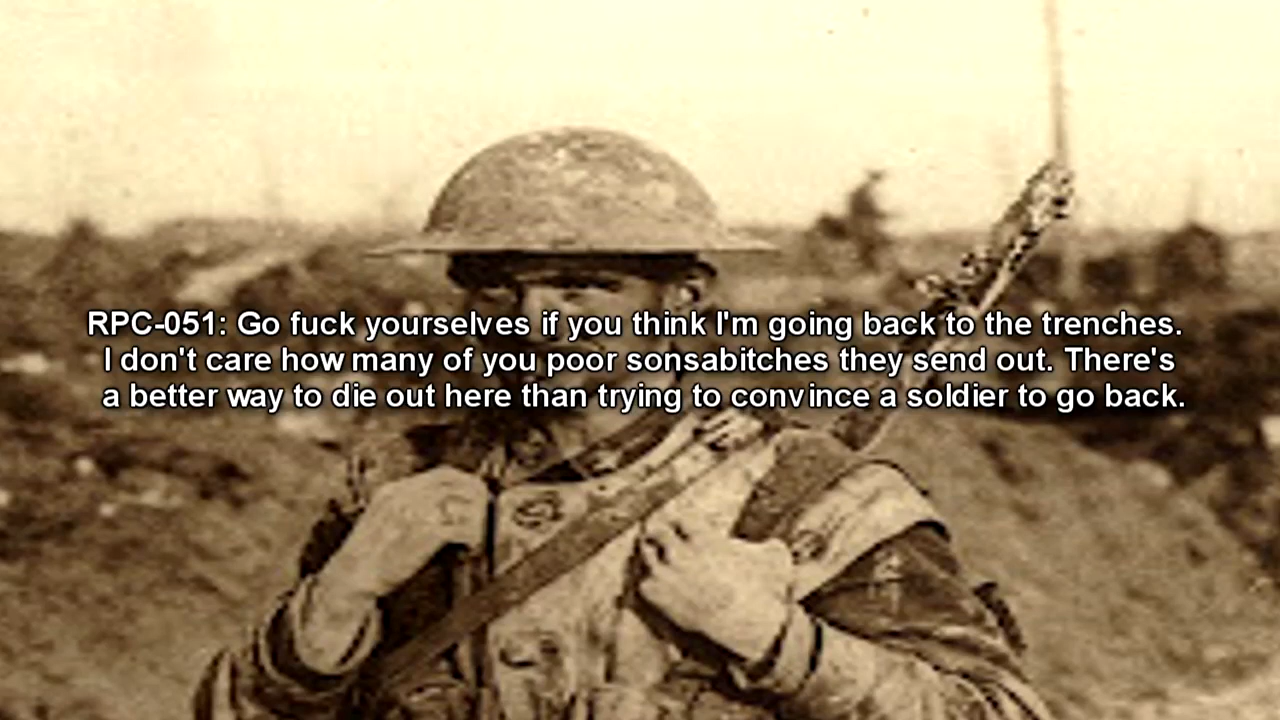 RPC-051: Go fuck yourselves if you think I'm going back to the trenches.
I don't care how many of you poor sonsabitches they send out. There's
a better way to die out here than trying to convince a soldier to go back.